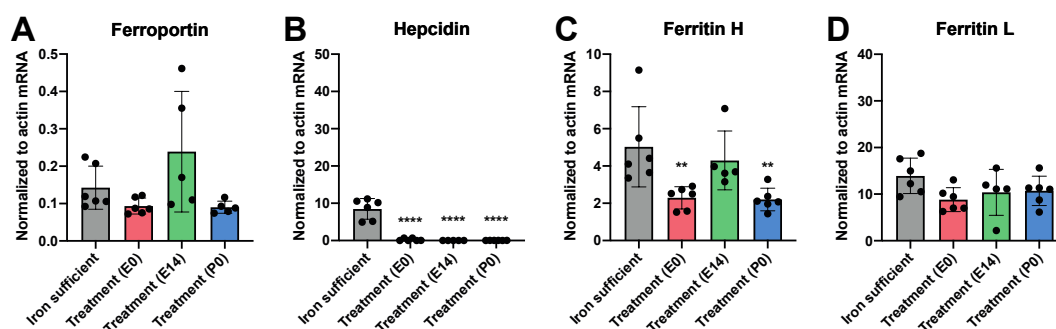 A
Ferroportin
Normalized to actin mRNA
0.5
0.4
0.3
0.2
0.1
0.0
Iron sufficient
Treatment (E0)
Treatment (E14)
Treatment (P0)
B
Hepcidin
Normalized to actin mRNA
50
40
30
20
10
0
****
****
****
Iron sufficient
Treatment (E0)
Treatment (E14)
Treatment (P0)
C
Ferritin H
Normalized to actin mRNA
10
8
6
4
2
0
**
**
Iron sufficient
Treatment (E0)
Treatment (E14)
Treatment (P0)
D
Ferritin L
Normalized to actin mRNA
40
30
20
10
0
Iron sufficient
Treatment (E0)
Treatment (E14)
Treatment (P0)